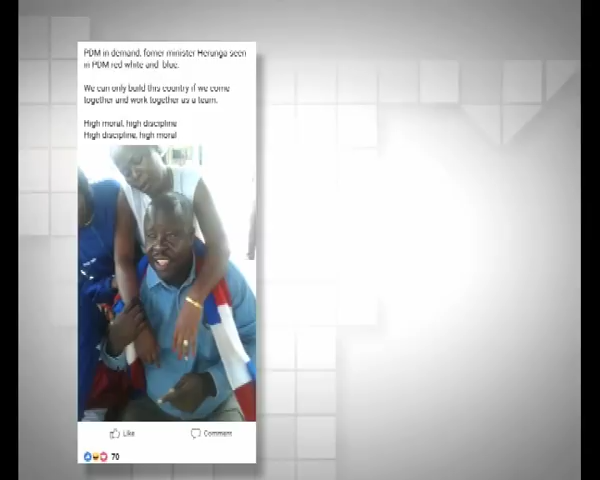 PDM in demand, fomer minister Herunga seen
in PDM red white and blue.
We can only build this country if we come
together and work together as a team.
High moral, high discipline
High discipline, high moral
Like
Comment
70